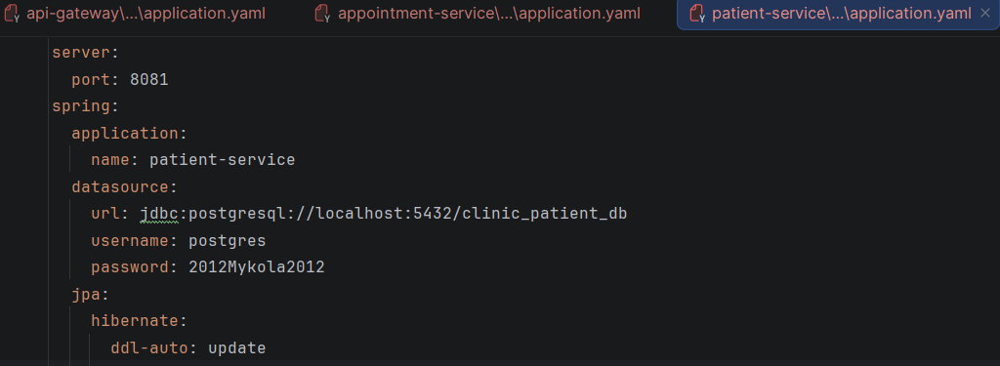 api-gateway\...\application.yaml appointment-service\...\application.yaml patient-service\...\application.yaml
server:
  port: 8081
spring:
  application:
    name: patient-service
  datasource:
    url: jdbc:postgresql://localhost:5432/clinic_patient_db
    username: postgres
    password: 2012Mykola2012
  jpa:
    hibernate:
      ddl-auto: update